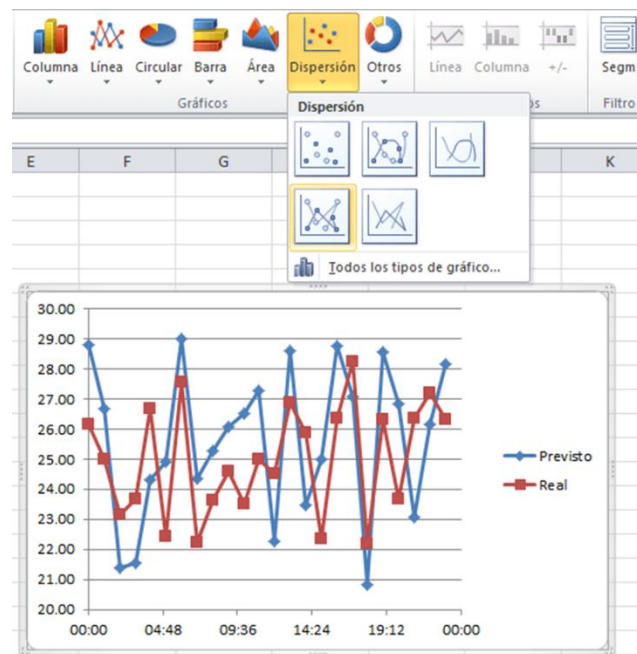 Columna Línea Circular Barra Área Dispersión Otros Línea Columna +/- Segm
Gráficos Filtro
Dispersión
E F G K
Todos los tipos de gráfico...
30.00
29.00
28.00
27.00
26.00
25.00
24.00
23.00
22.00
21.00
20.00
00:00 04:48 09:36 14:24 19:12 00:00
Previsto
Real